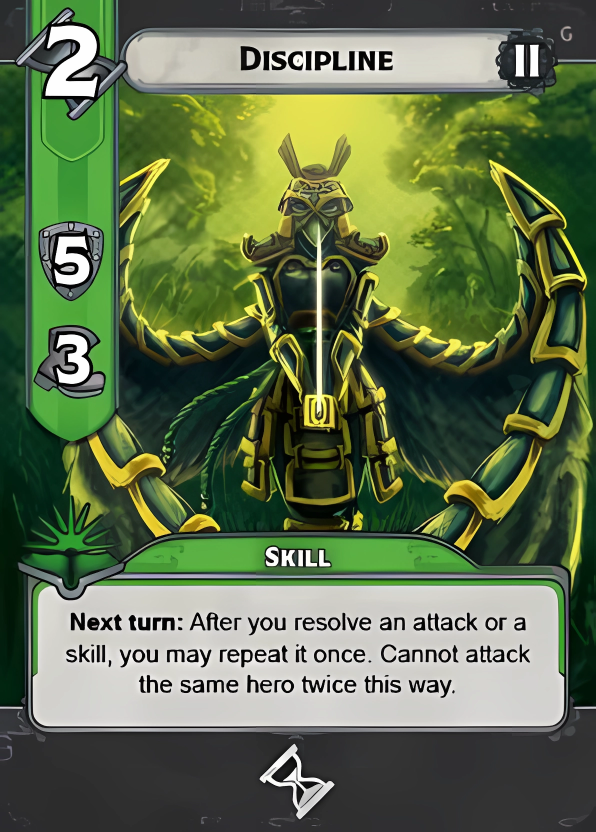 2
DISCIPLINE
II
G
5
3
SKILL
Next turn: After you resolve an attack or a
skill, you may repeat it once. Cannot attack
the same hero twice this way.